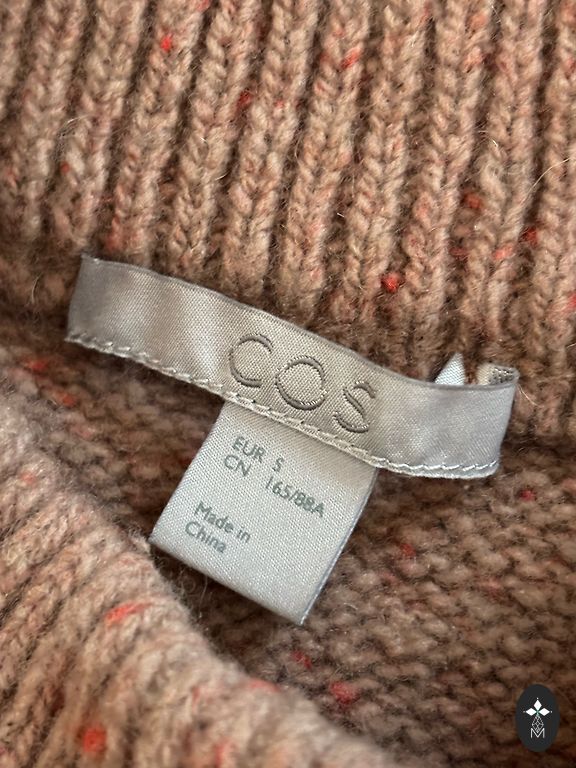 COS
EUR S
CN 165/88A
Made in
China
M